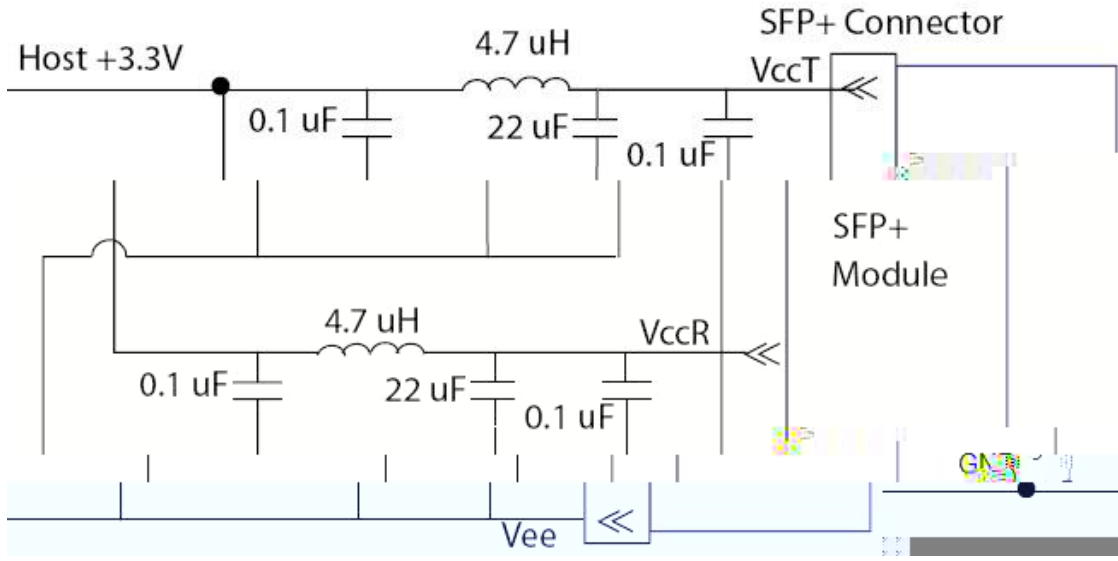 SFP+ Connector
4.7 uH
Host +3.3V
VccT
0.1 uF
22 uF
0.1 uF
SFP+
Module
4.7 uH
VccR
0.1 uF
22 uF
0.1 uF
Vee